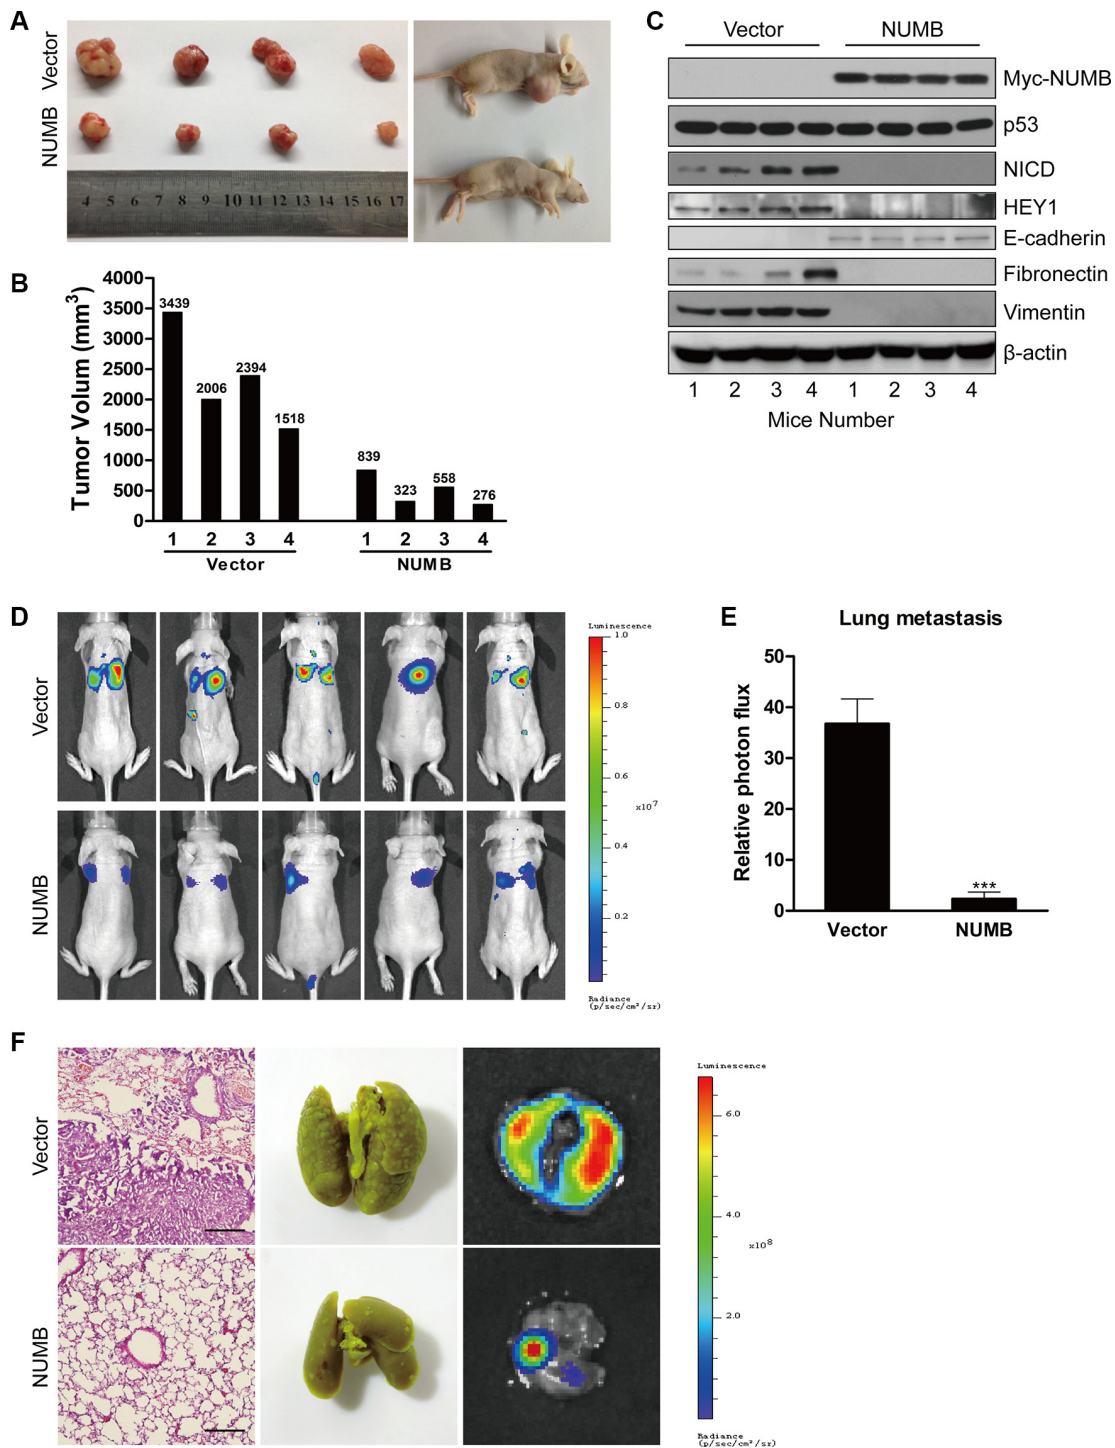 A
Vector
NUMB
4 5 6 7 8 9 10 11 12 13 14 15 16 17
B
Tumor Volum (mm³)
4000
3500
3000
2500
2000
1500
1000
500
0
3439
2006
2394
1518
839
323
558
276
1 2 3 4 1 2 3 4
Vector NUMB
C
Vector NUMB
Myc-NUMB
p53
NICD
HEY1
E-cadherin
Fibronectin
Vimentin
β-actin
1 2 3 4 1 2 3 4
Mice Number
D
Vector
NUMB
Luminescence
1.0
0.8
0.6
x10⁷
0.4
0.2
Radiance
(p/sec/cm²/sr)
E
Lung metastasis
Relative photon flux
50
40
30
20
10
0
***
Vector NUMB
F
Vector
NUMB
Luminescence
6.0
4.0
x10⁸
2.0
Radiance
(p/sec/cm²/sr)